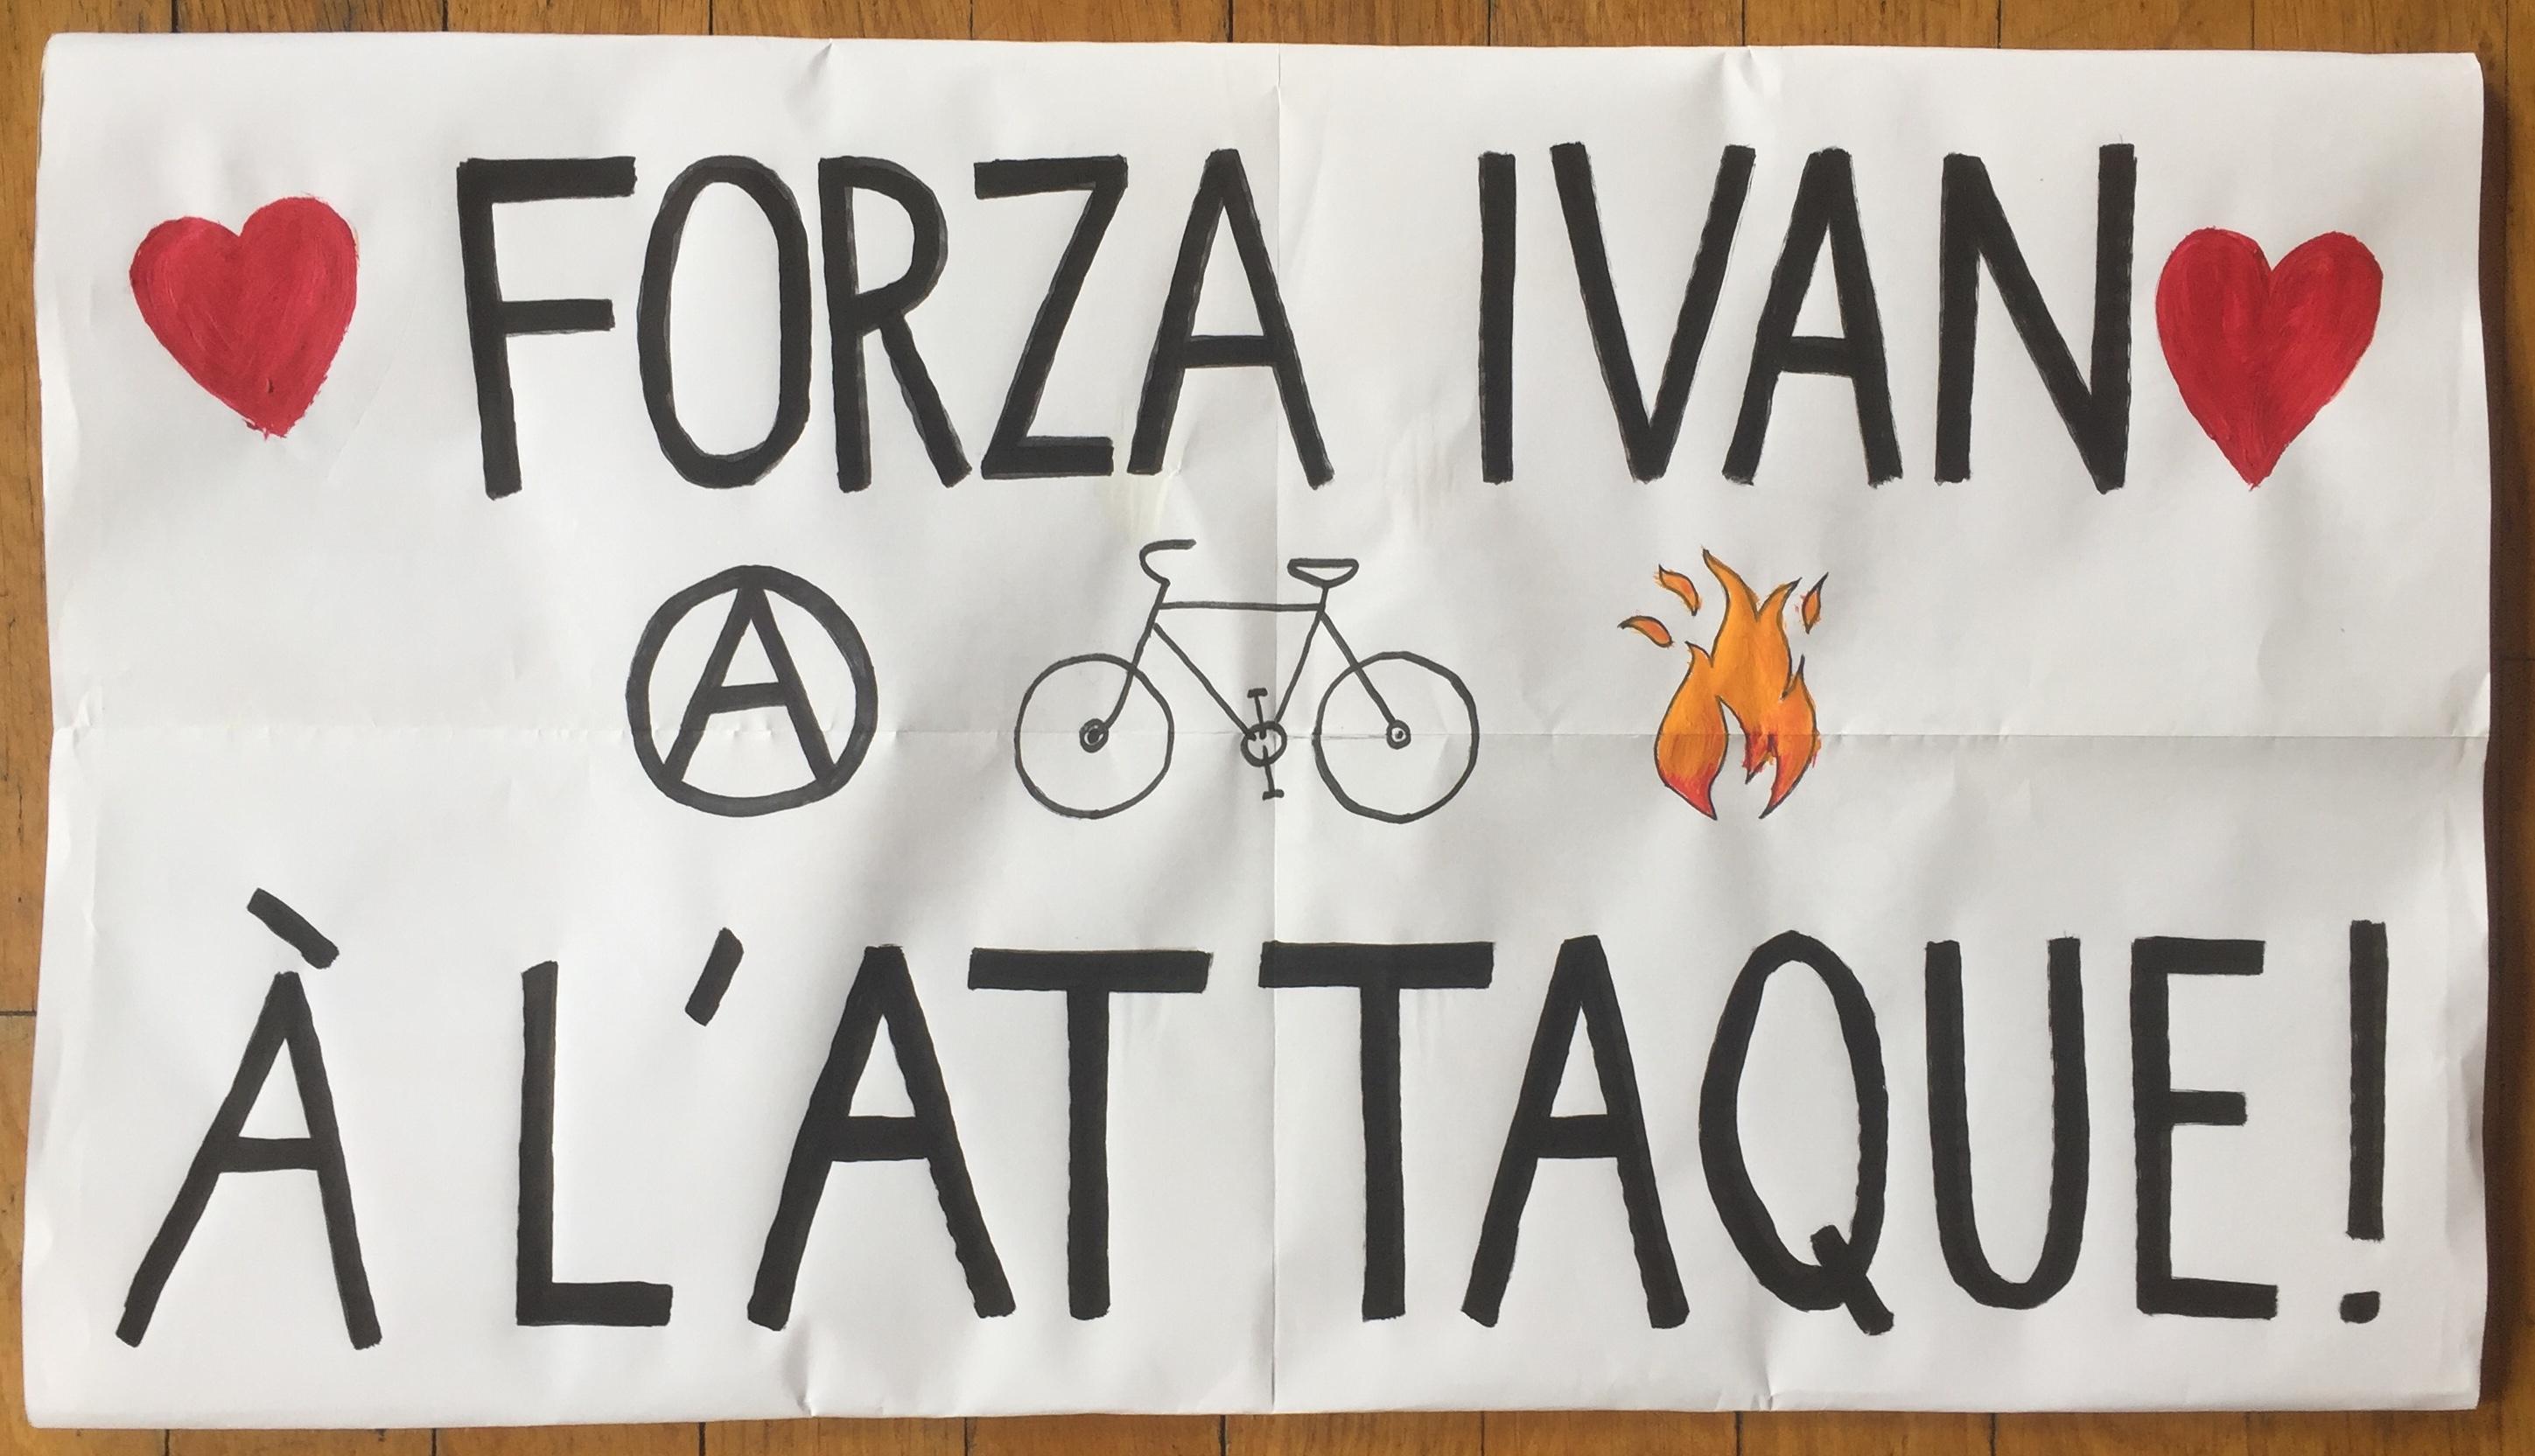 FORZA IVAN
A
À L'ATTAQUE!